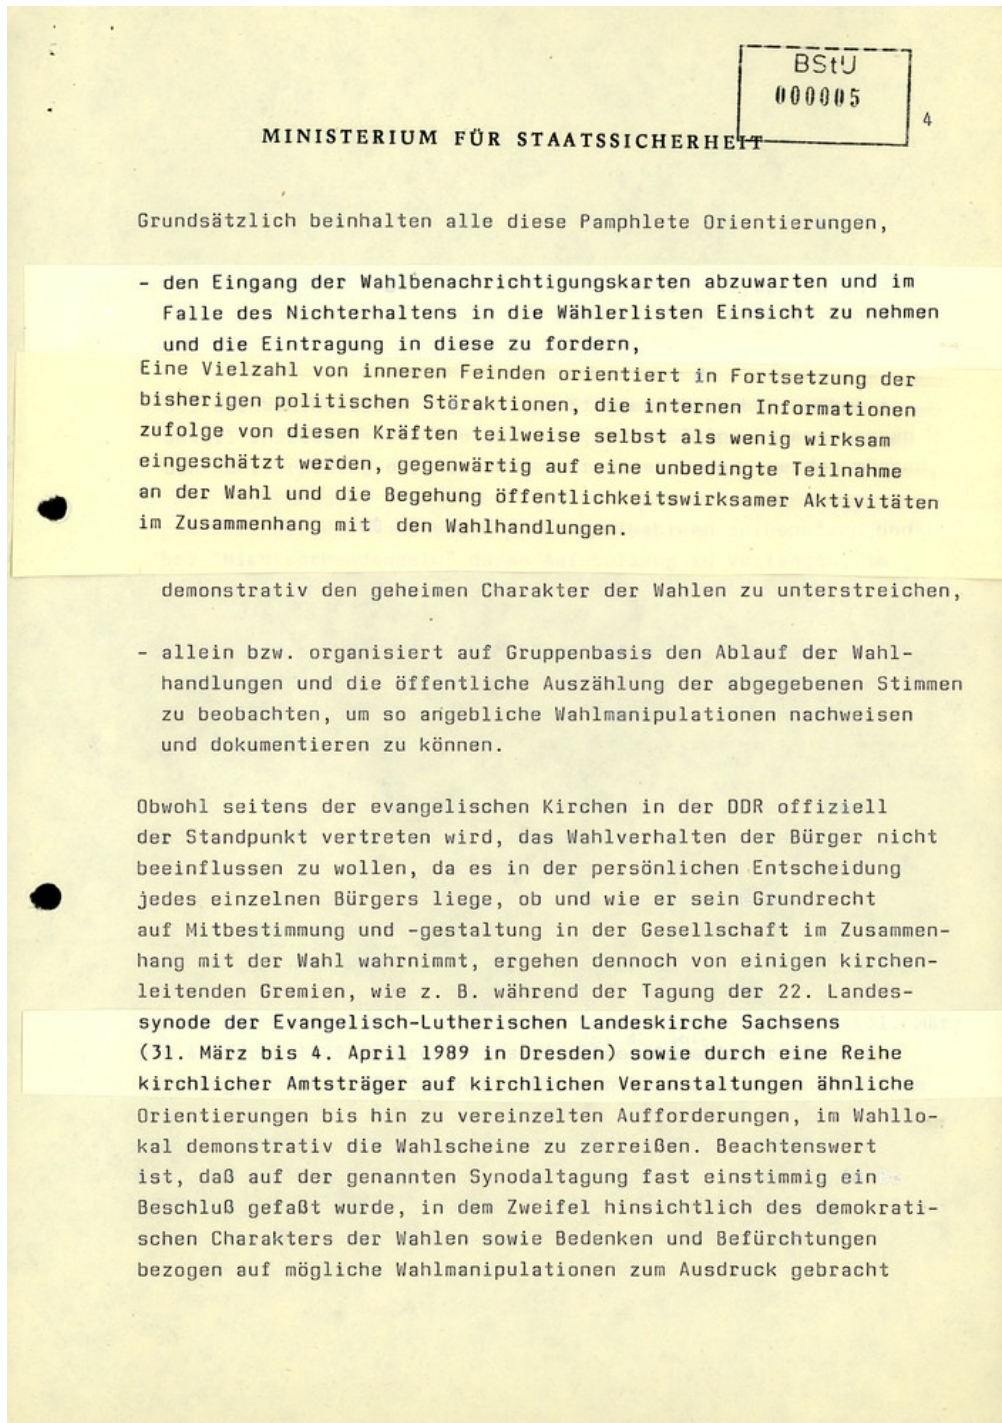 BStU
000005
4
MINISTERIUM FÜR STAATSSICHERHEIT
Grundsätzlich beinhalten alle diese Pamphlete Orientierungen,
- den Eingang der Wahlbenachrichtigungskarten abzuwarten und im
Falle des Nichterhaltens in die Wählerlisten Einsicht zu nehmen
und die Eintragung in diese zu fordern,
Eine Vielzahl von inneren Feinden orientiert in Fortsetzung der
bisherigen politischen Störaktionen, die internen Informationen
zufolge von diesen Kräften teilweise selbst als wenig wirksam
eingeschätzt werden, gegenwärtig auf eine unbedingte Teilnahme
an der Wahl und die Begehung öffentlichkeitswirksamer Aktivitäten
im Zusammenhang mit den Wahlhandlungen.
demonstrativ den geheimen Charakter der Wahlen zu unterstreichen,
- allein bzw. organisiert auf Gruppenbasis den Ablauf der Wahl-
handlungen und die öffentliche Auszählung der abgegebenen Stimmen
zu beobachten, um so angebliche Wahlmanipulationen nachweisen
und dokumentieren zu können.
Obwohl seitens der evangelischen Kirchen in der DDR offiziell
der Standpunkt vertreten wird, das Wahlverhalten der Bürger nicht
beeinflussen zu wollen, da es in der persönlichen Entscheidung
jedes einzelnen Bürgers liege, ob und wie er sein Grundrecht
auf Mitbestimmung und -gestaltung in der Gesellschaft im Zusammen-
hang mit der Wahl wahrnimmt, ergehen dennoch von einigen kirchen-
leitenden Gremien, wie z. B. während der Tagung der 22. Landes-
synode der Evangelisch-Lutherischen Landeskirche Sachsens
(31. März bis 4. April 1989 in Dresden) sowie durch eine Reihe
kirchlicher Amtsträger auf kirchlichen Veranstaltungen ähnliche
Orientierungen bis hin zu vereinzelten Aufforderungen, im Wahllo-
kal demonstrativ die Wahlscheine zu zerreißen. Beachtenswert
ist, daß auf der genannten Synodaltagung fast einstimmig ein
Beschluß gefaßt wurde, in dem Zweifel hinsichtlich des demokrati-
schen Charakters der Wahlen sowie Bedenken und Befürchtungen
bezogen auf mögliche Wahlmanipulationen zum Ausdruck gebracht